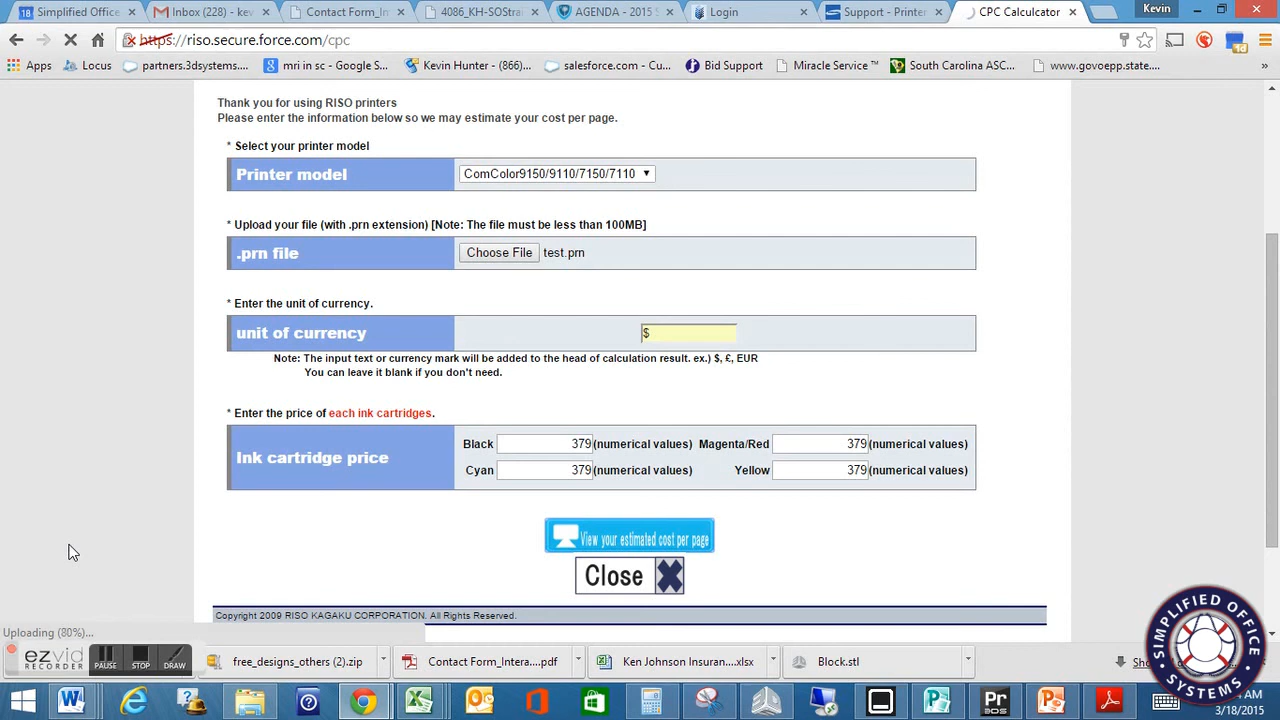 Simplified Office
Inbox (228) - kev
Contact Form_In
4086_KH-SOStra
AGENDA - 2015 S
Login
Support - Printer
CPC Calculcator
Kevin
https://riso.secure.force.com/cpc
Apps
Locus
partners.3dsystems...
mri in sc - Google S...
Kevin Hunter - (866)...
salesforce.com - Cu...
Bid Support
Miracle Service ™
South Carolina ASC...
www.govoepp.state....
»
Thank you for using RISO printers
Please enter the information below so we may estimate your cost per page.
* Select your printer model
Printer model
ComColor9150/9110/7150/7110
* Upload your file (with .prn extension) [Note: The file must be less than 100MB]
.prn file
Choose File
test.prn
* Enter the unit of currency.
unit of currency
$
Note: The input text or currency mark will be added to the head of calculation result. ex.) $, £, EUR
You can leave it blank if you don't need.
* Enter the price of each ink cartridges.
Ink cartridge price
Black 379 (numerical values) Magenta/Red 379 (numerical values)
Cyan 379 (numerical values) Yellow 379 (numerical values)
View your estimated cost per page
Close X
Copyright 2009 RISO KAGAKU CORPORATION. All Rights Reserved.
Uploading (80%)...
ezvid
RECORDER
PAUSE
STOP
DRAW
free_designs_others (2).zip
Contact Form_Intera....pdf
Ken Johnson Insuran....xlsx
Block.stl
SIMPLIFIED OFFICE
SYSTEMS
AM
3/18/2015